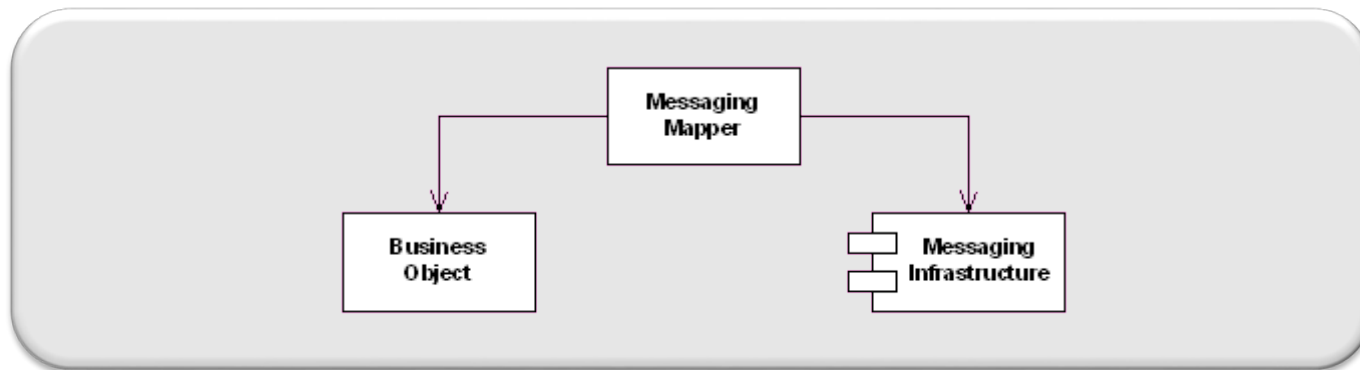 Messaging
Mapper
Business
Object
Messaging
Infrastructure